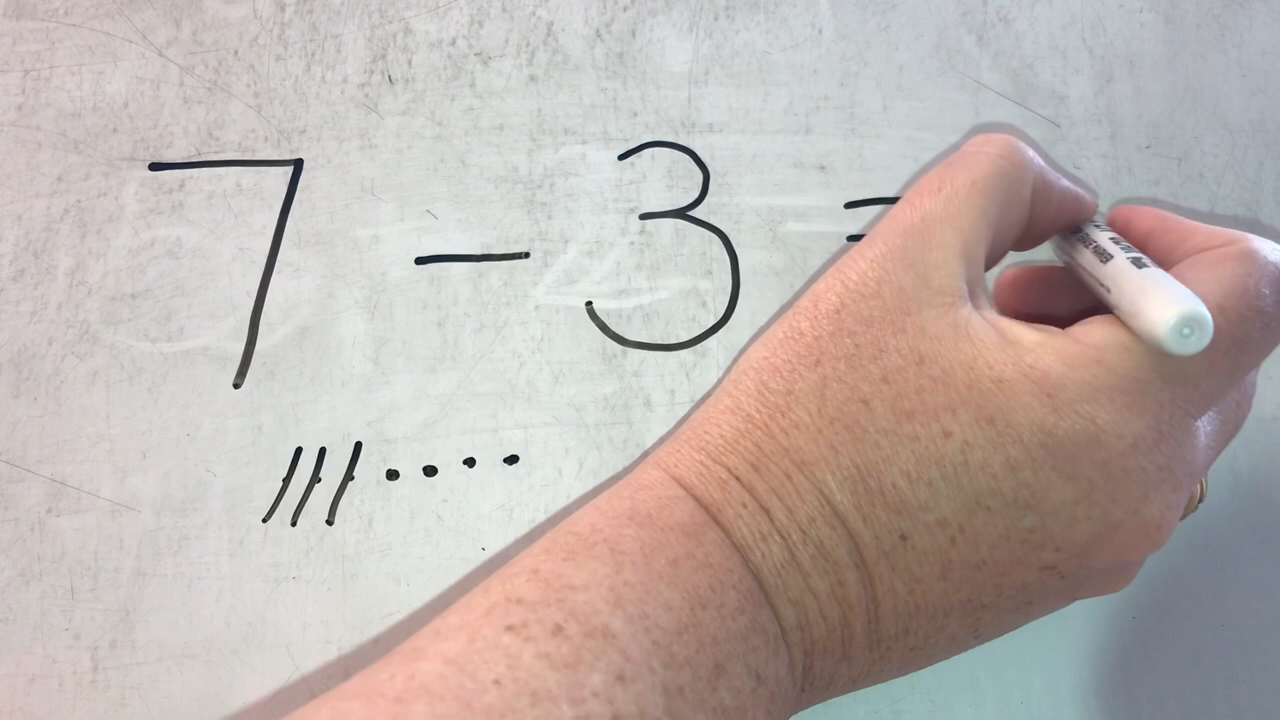 7 - 3 =